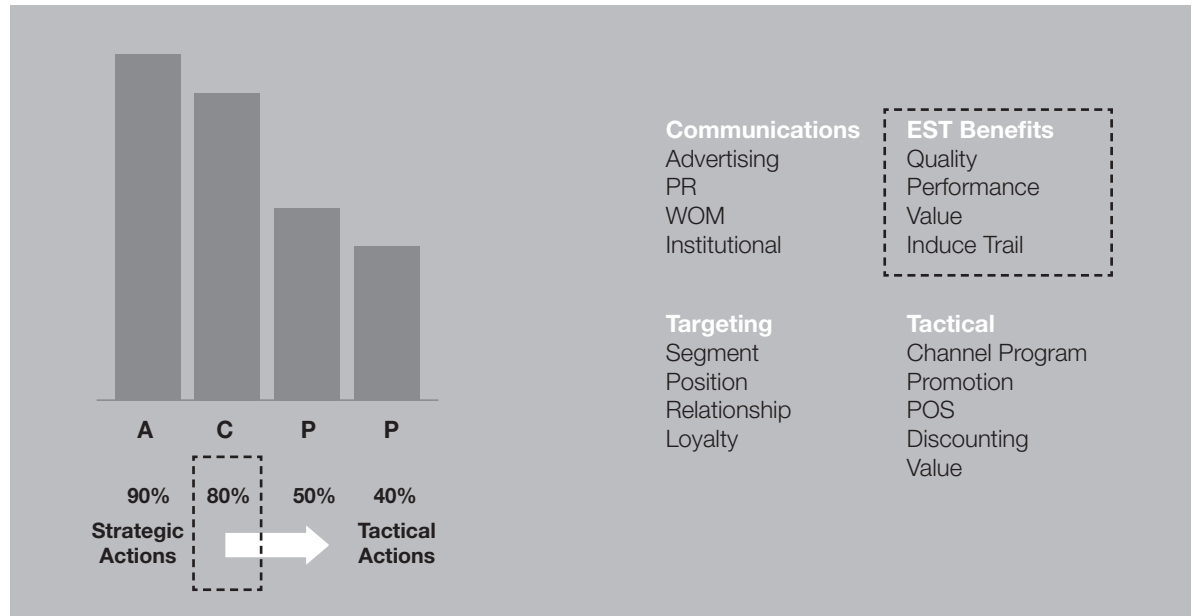 A C P P
90% 80% 50% 40%
Strategic Actions
Tactical Actions
Communications
Advertising
PR
WOM
Institutional
EST Benefits
Quality
Performance
Value
Induce Trail
Targeting
Segment
Position
Relationship
Loyalty
Tactical
Channel Program
Promotion
POS
Discounting
Value